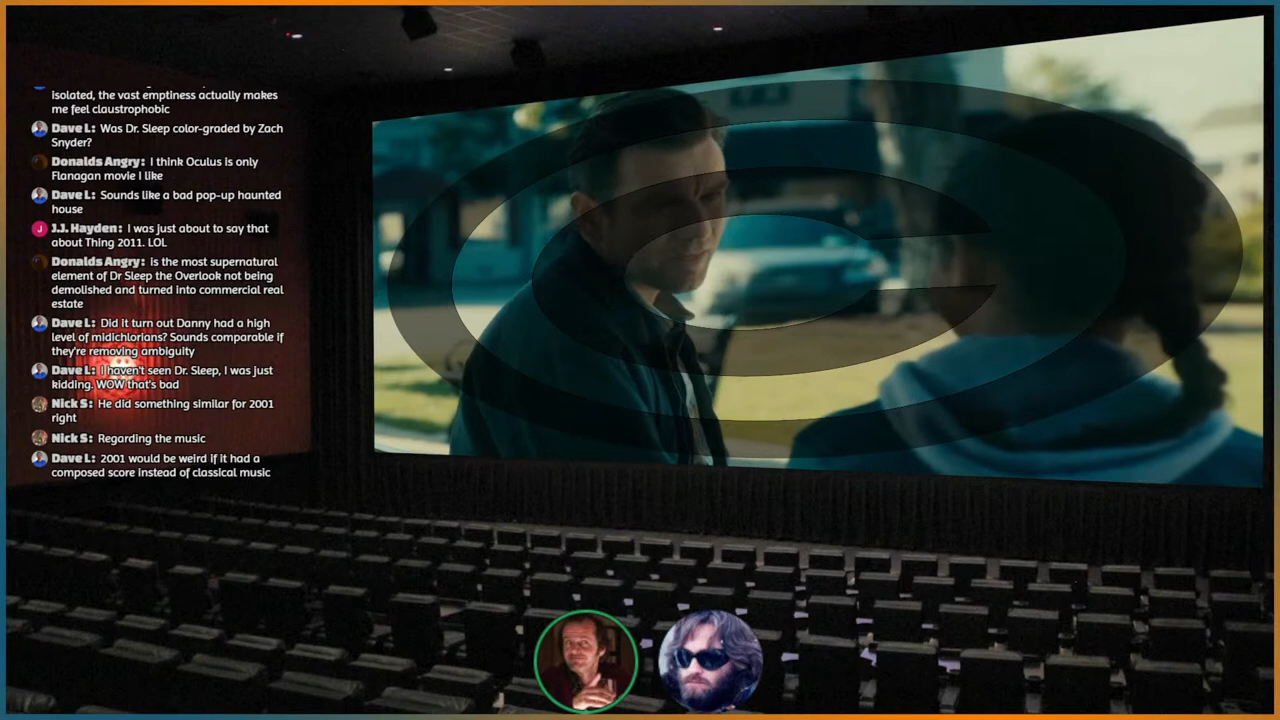 isolated, the vast emptiness actually makes
me feel claustrophobic
Dave L: Was Dr. Sleep color-graded by Zach
Snyder?
Donalds Angry: I think Oculus is only
Flanagan movie I like
Dave L: Sounds like a bad pop-up haunted
house
J
J.J. Hayden: I was just about to say that
about Thing 2011. LOL
Donalds Angry: is the most supernatural
element of Dr Sleep the Overlook not being
demolished and turned into commercial real
estate
Dave L: Did it turn out Danny had a high
level of midichlorians? Sounds comparable if
they're removing ambiguity
Dave L: I haven't seen Dr. Sleep, I was just
kidding. WOW that's bad
Nick S: He did something similar for 2001
right
Nick S: Regarding the music
Dave L: 2001 would be weird if it had a
composed score instead of classical music